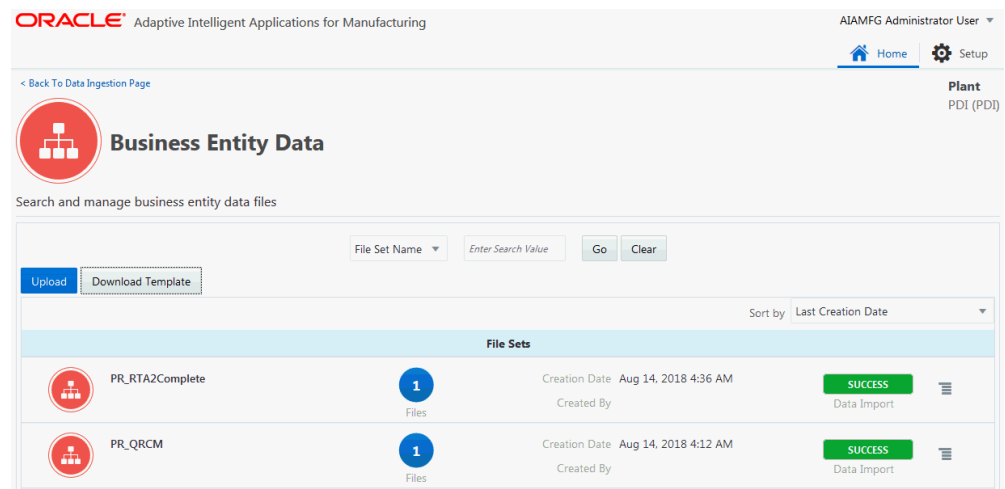 ORACLE® Adaptive Intelligent Applications for Manufacturing
AIAMFG Administrator User
Home
Setup
< Back To Data Ingestion Page
Plant
PDI (PDI)
Business Entity Data
Search and manage business entity data files
File Set Name
Enter Search Value
Go
Clear
Upload
Download Template
Sort by Last Creation Date
File Sets
PR_RTA2Complete
1
Files
Creation Date Aug 14, 2018 4:36 AM
Created By
SUCCESS
Data Import
PR_QRCM
1
Files
Creation Date Aug 14, 2018 4:12 AM
Created By
SUCCESS
Data Import